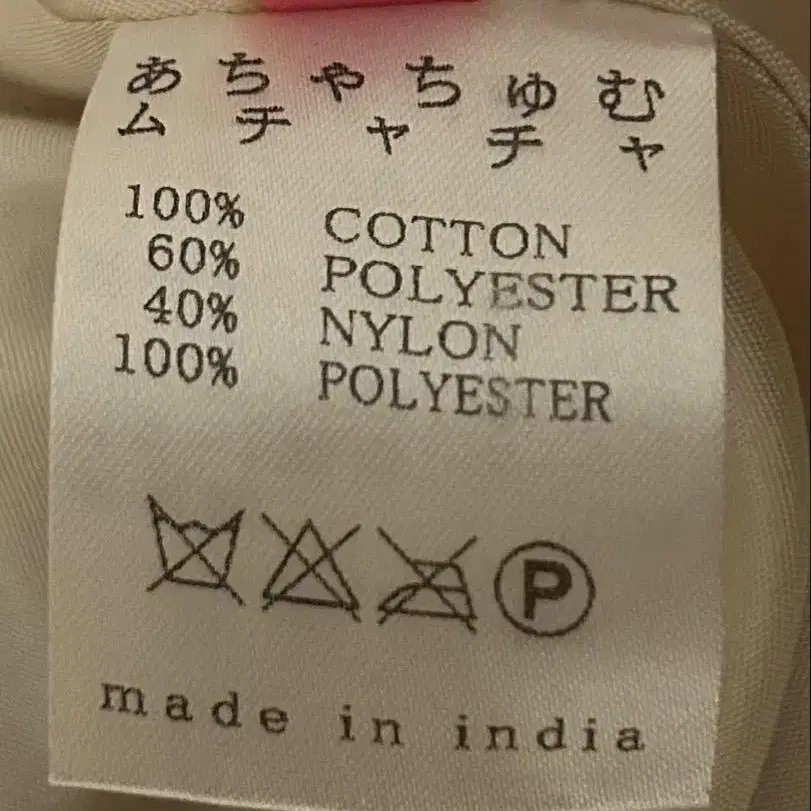 あちゃちゅむ
ムチャチャ
100% COTTON
60% POLYESTER
40% NYLON
100% POLYESTER
P
made in india